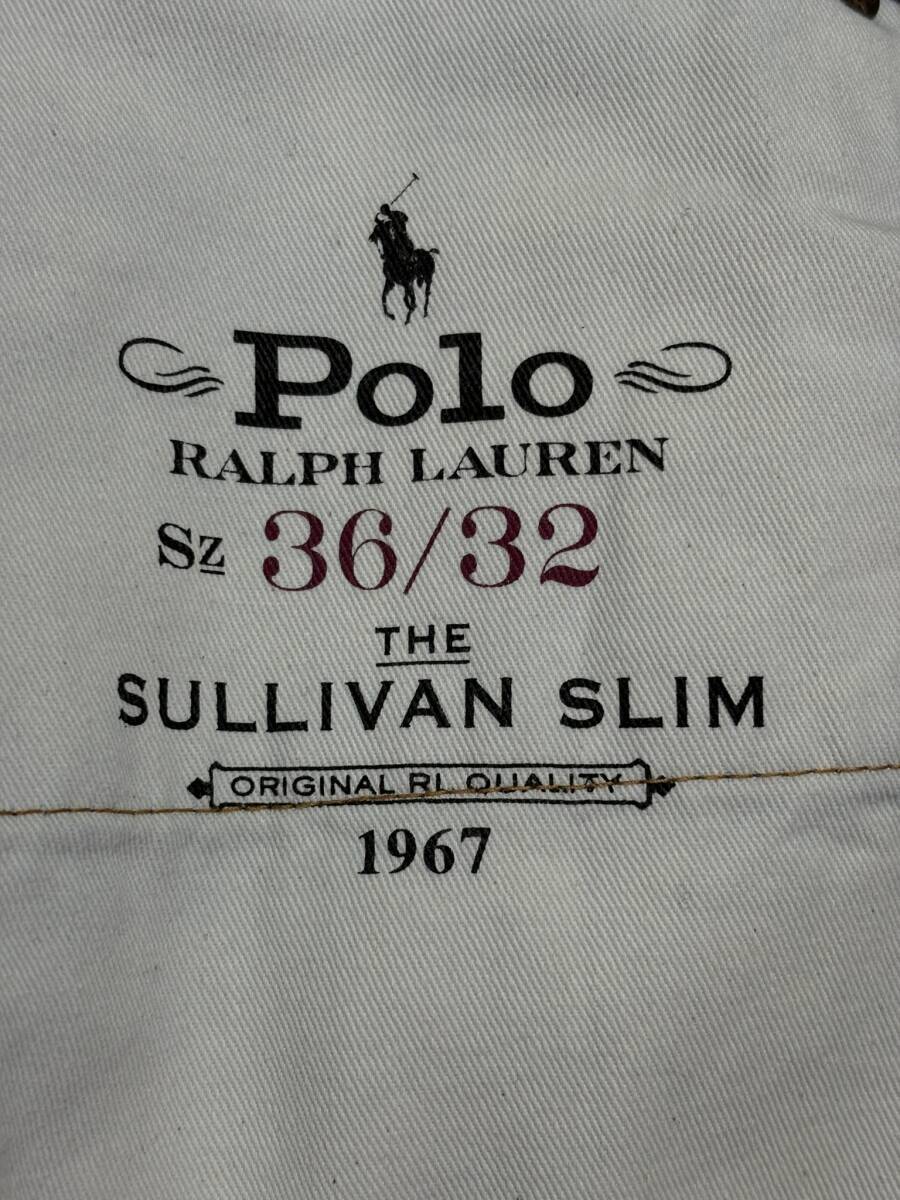 Polo
RALPH LAUREN
Sz 36/32
THE
SULLIVAN SLIM
ORIGINAL RL QUALITY
1967